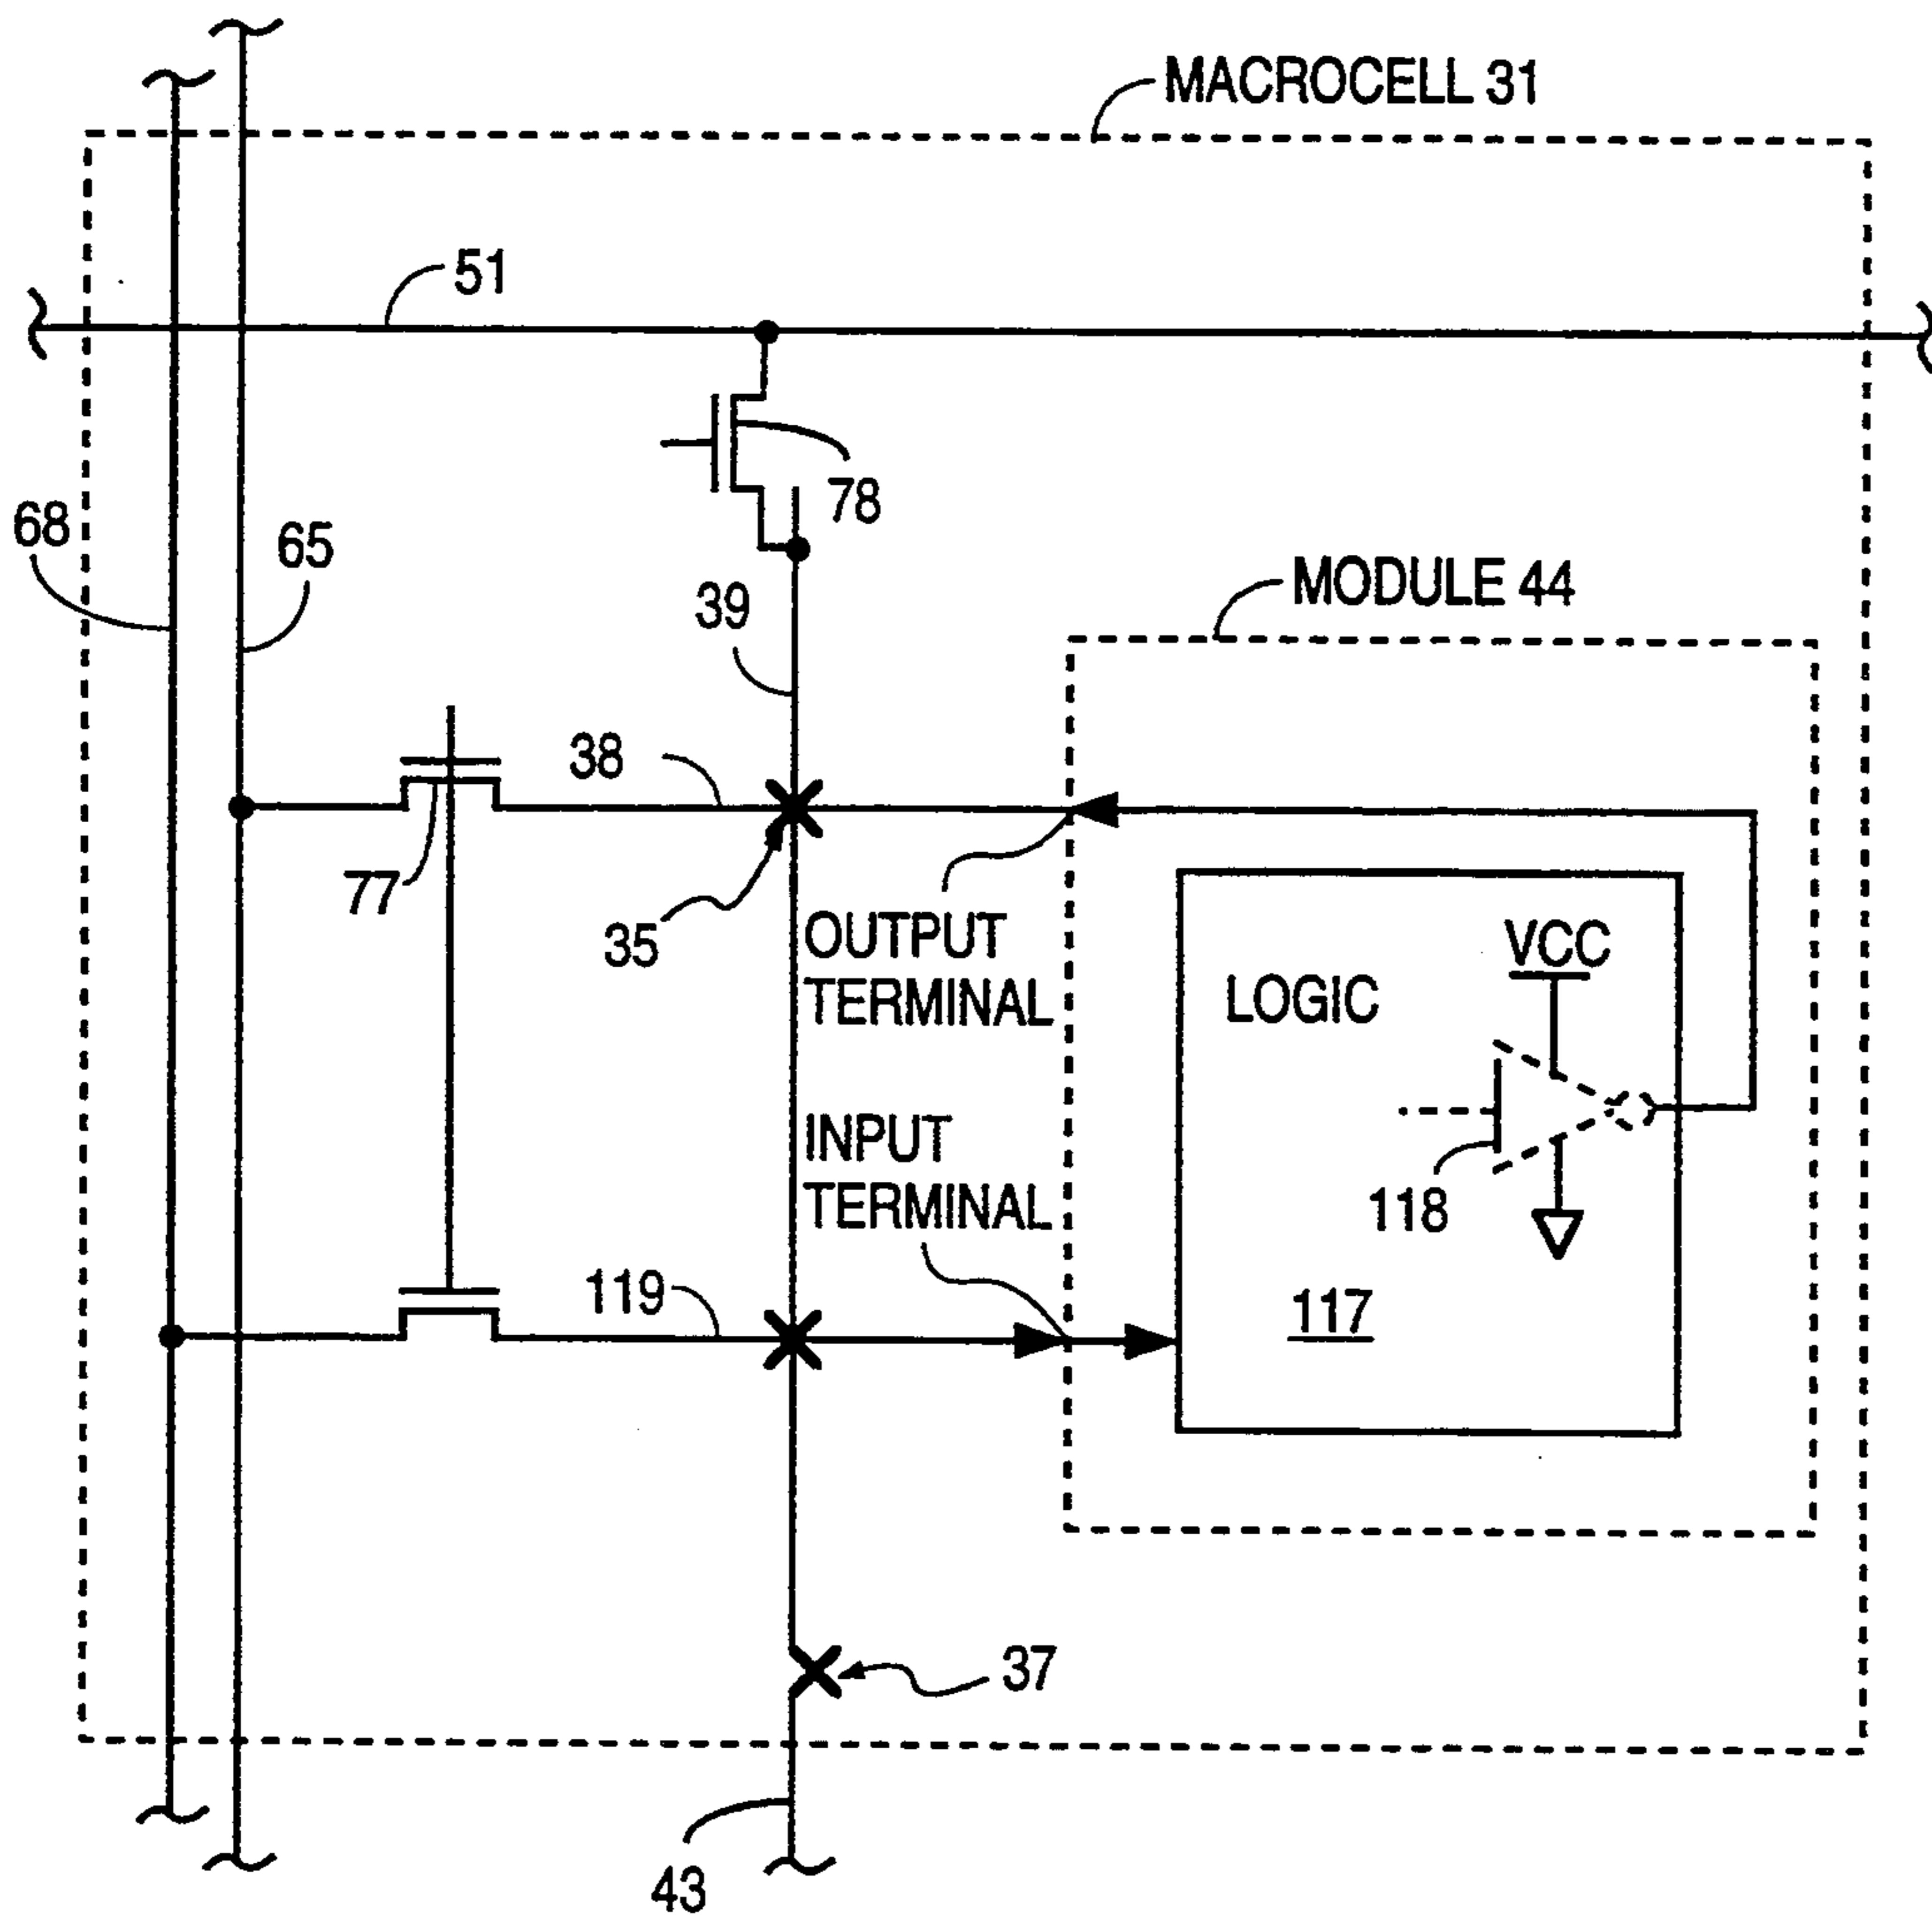 MACROCELL 31
51
78
68
65
39
MODULE 44
38
77
35
OUTPUT
TERMINAL
VCC
LOGIC
INPUT
TERMINAL
118
119
117
37
43